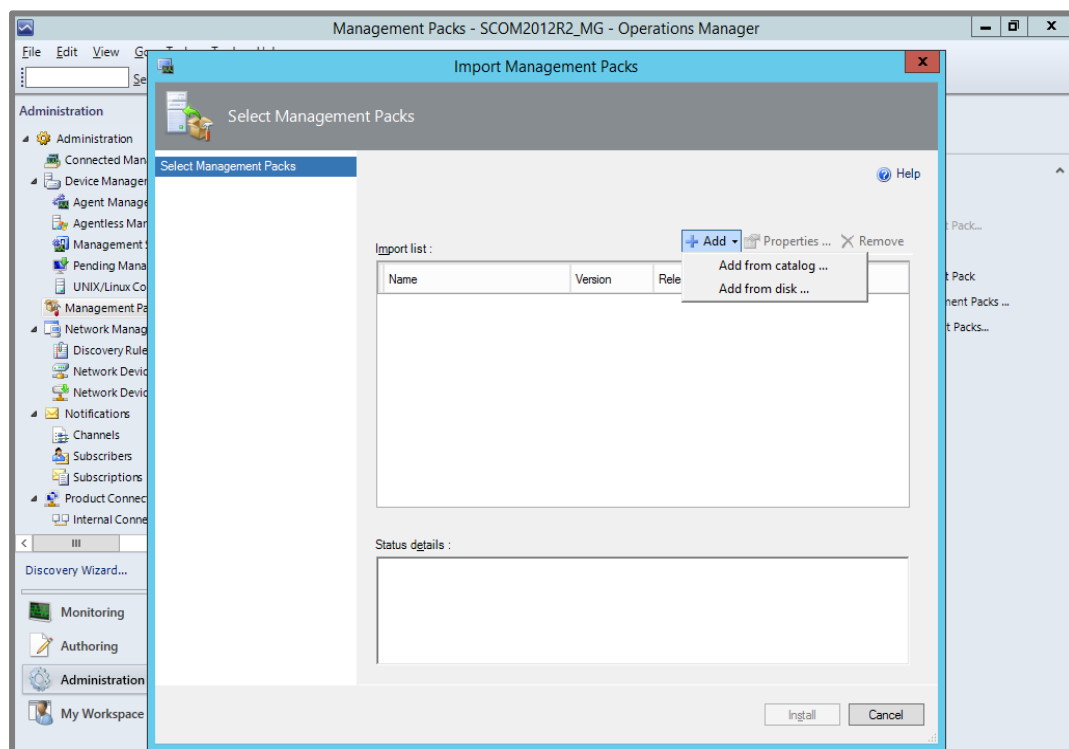 Management Packs - SCOM2012R2_MG - Operations Manager
File Edit View
Import Management Packs
Select Management Packs
Administration
Administration
Connected Man
Device Manager
Agent Manage
Agentless Mar
Management
Pending Mana
UNIX/Linux Co
Management Pa
Network Manag
Discovery Rule
Network Devic
Network Devic
Notifications
Channels
Subscribers
Subscriptions
Product Connec
Internal Conne
Discovery Wizard...
Monitoring
Authoring
Administration
My Workspace
Select Management Packs
Help
Import list :
Add Properties ... Remove
Add from catalog ...
Add from disk ...
Name Version Rele
Status details :
Install Cancel
Pack...
t Pack
nent Packs ...
t Packs...